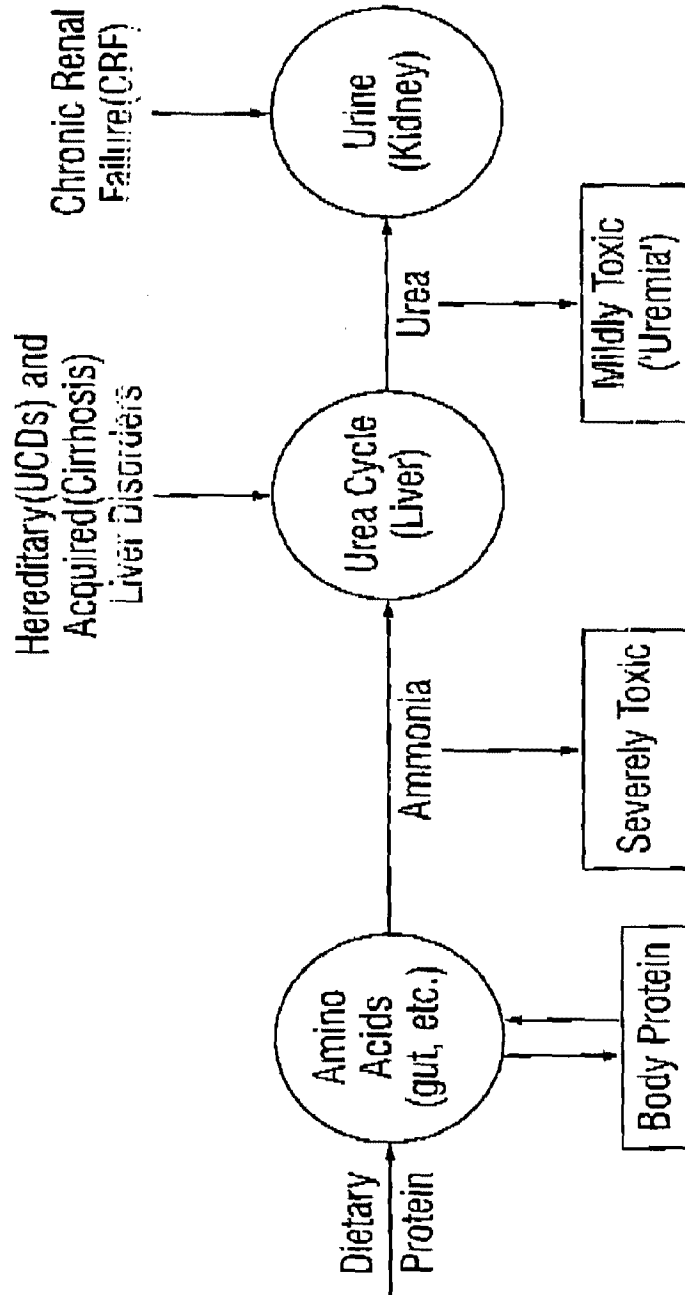 Hereditary(UCDs) and
Acquired(Cirrhosis)
Liver Disorders
Chronic Renal
Failure(CRF)
Dietary
Protein
Amino
Acids
(gut, etc.)
Ammonia
Urea Cycle
(Liver)
Urea
Urine
(Kidney)
Body Protein
Severely Toxic
Mildly Toxic
('Uremia')